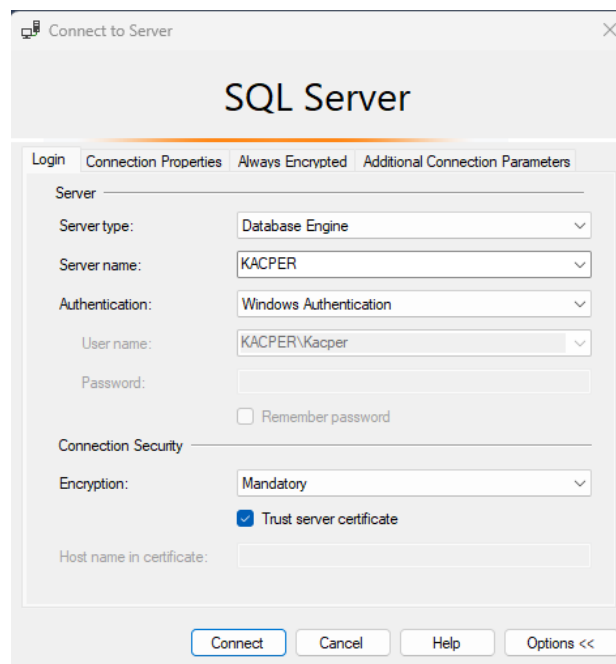 Connect to Server
SQL Server
Login Connection Properties Always Encrypted Additional Connection Parameters
Server
Server type: Database Engine
Server name: KACPER
Authentication: Windows Authentication
User name: KACPER\Kacper
Password:
Remember password
Connection Security
Encryption: Mandatory
Trust server certificate
Host name in certificate:
Connect Cancel Help Options <<